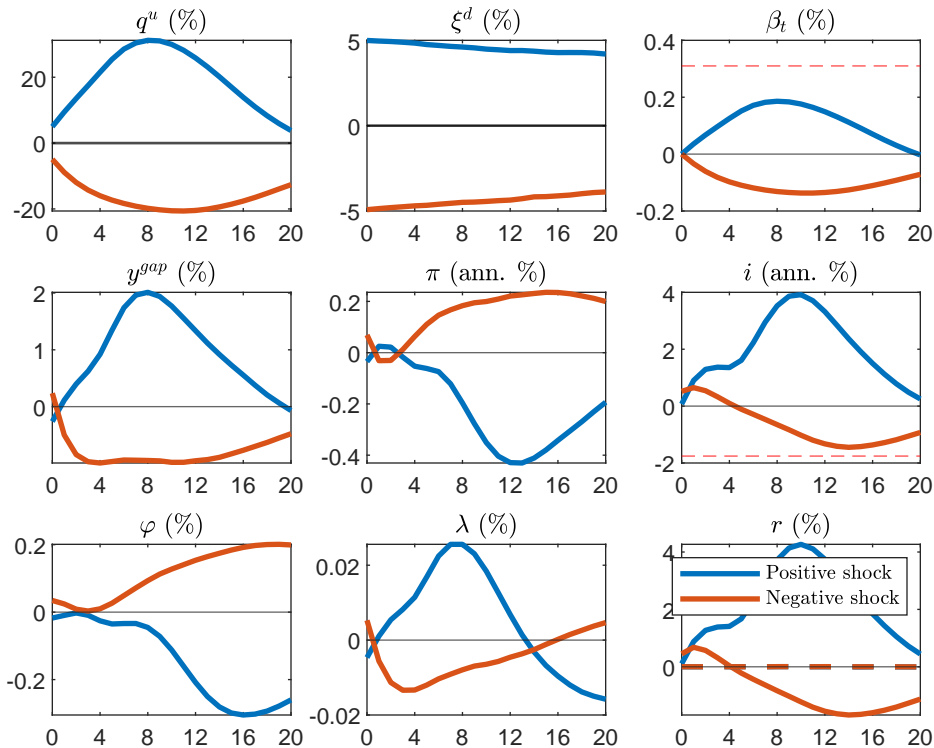 q^u (%)
ξ^d (%)
β_t (%)
20
0
-20
0 4 8 12 16 20
5
0
-5
0 4 8 12 16 20
0.4
0.2
0
-0.2
0 4 8 12 16 20
y^gap (%)
π (ann. %)
i (ann. %)
2
1
0
0 4 8 12 16 20
0.2
0
-0.2
-0.4
0 4 8 12 16 20
4
2
0
-2
0 4 8 12 16 20
φ (%)
λ (%)
r (%)
0.2
0
-0.2
0 4 8 12 16 20
0.02
0
-0.02
0 4 8 12 16 20
4
2
0
0 4 8 12 16 20
Positive shock
Negative shock